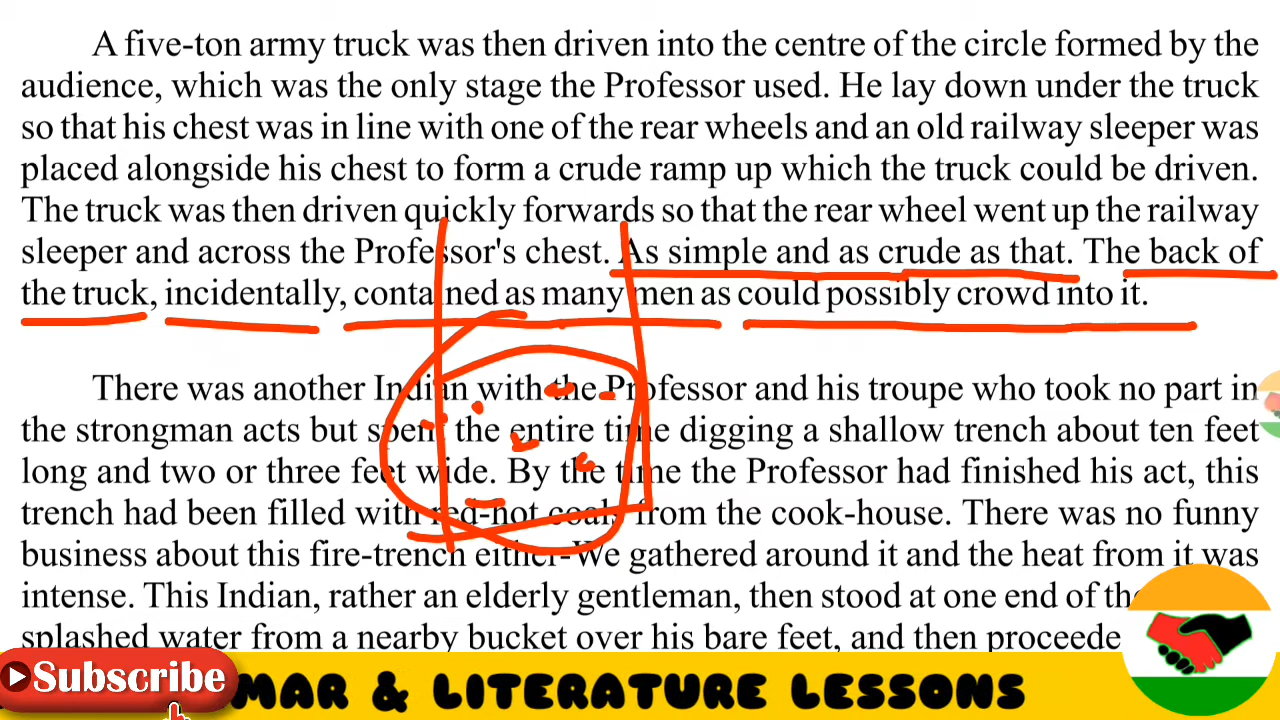 A five-ton army truck was then driven into the centre of the circle formed by the
audience, which was the only stage the Professor used. He lay down under the truck
so that his chest was in line with one of the rear wheels and an old railway sleeper was
placed alongside his chest to form a crude ramp up which the truck could be driven.
The truck was then driven quickly forwards so that the rear wheel went up the railway
sleeper and across the Professor's chest. As simple and as crude as that. The back of
the truck, incidentally, contained as many men as could possibly crowd into it.
There was another Indian with the Professor and his troupe who took no part in
the strongman acts but spent the entire time digging a shallow trench about ten feet
long and two or three feet wide. By the time the Professor had finished his act, this
trench had been filled with red-hot coals from the cook-house. There was no funny
business about this fire-trench either-We gathered around it and the heat from it was
intense. This Indian, rather an elderly gentleman, then stood at one end of
splashed water from a nearby bucket over his bare feet, and then
Subscribe
& LITERATURE LESSONS